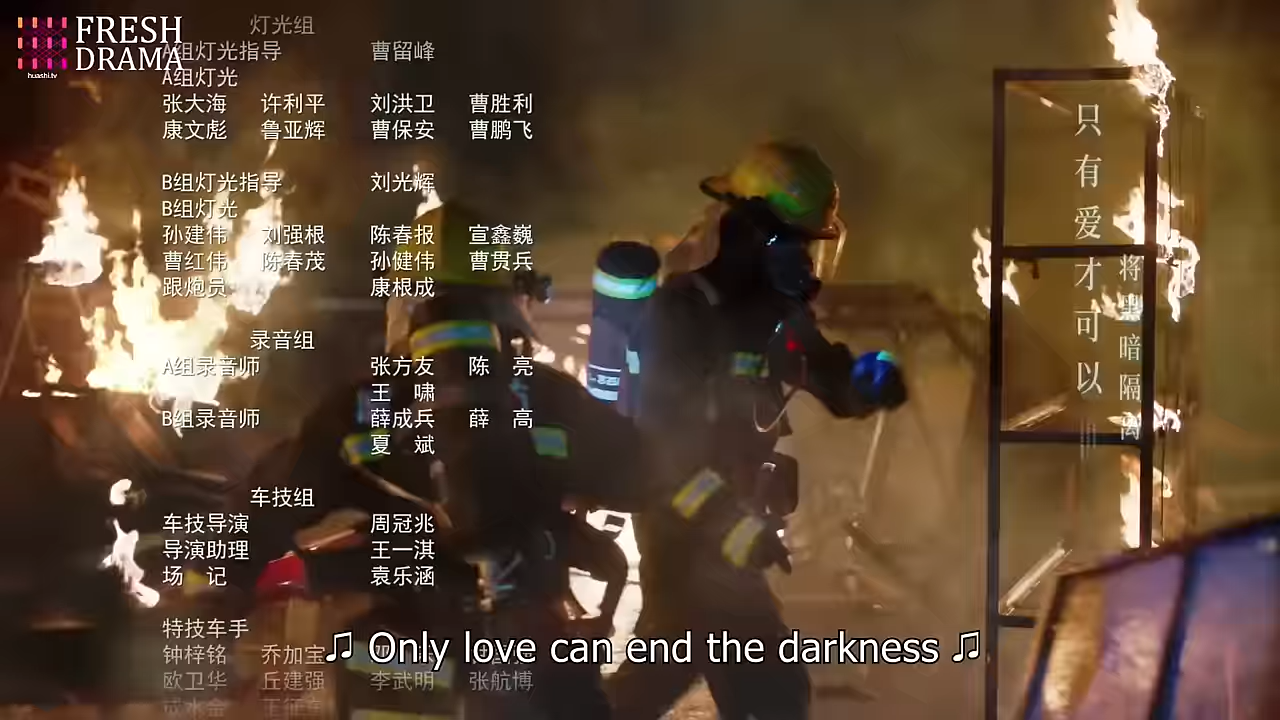 FRESH
DRAMA
huashi.tv
灯光组
A组灯光指导 曹留峰
A组灯光
张大海 许利平 刘洪卫 曹胜利
康文彪 鲁亚辉 曹保安 曹鹏飞
B组灯光指导 刘光辉
B组灯光
孙建伟 刘强根 陈春报 宣鑫巍
曹红伟 陈春茂 孙健伟 曹贯兵
跟炮员 康根成
录音组
A组录音师 张方友 陈 亮
王 啸
B组录音师 薛成兵 薛 高
夏 斌
车技组
车技导演 周冠兆
导演助理 王一淇
场 记 袁乐涵
特技车手
钟梓铭 乔加宝
欧卫华 丘建强 李武明 张航博
只有爱才可以
将黑暗隔离
♫ Only love can end the darkness ♫